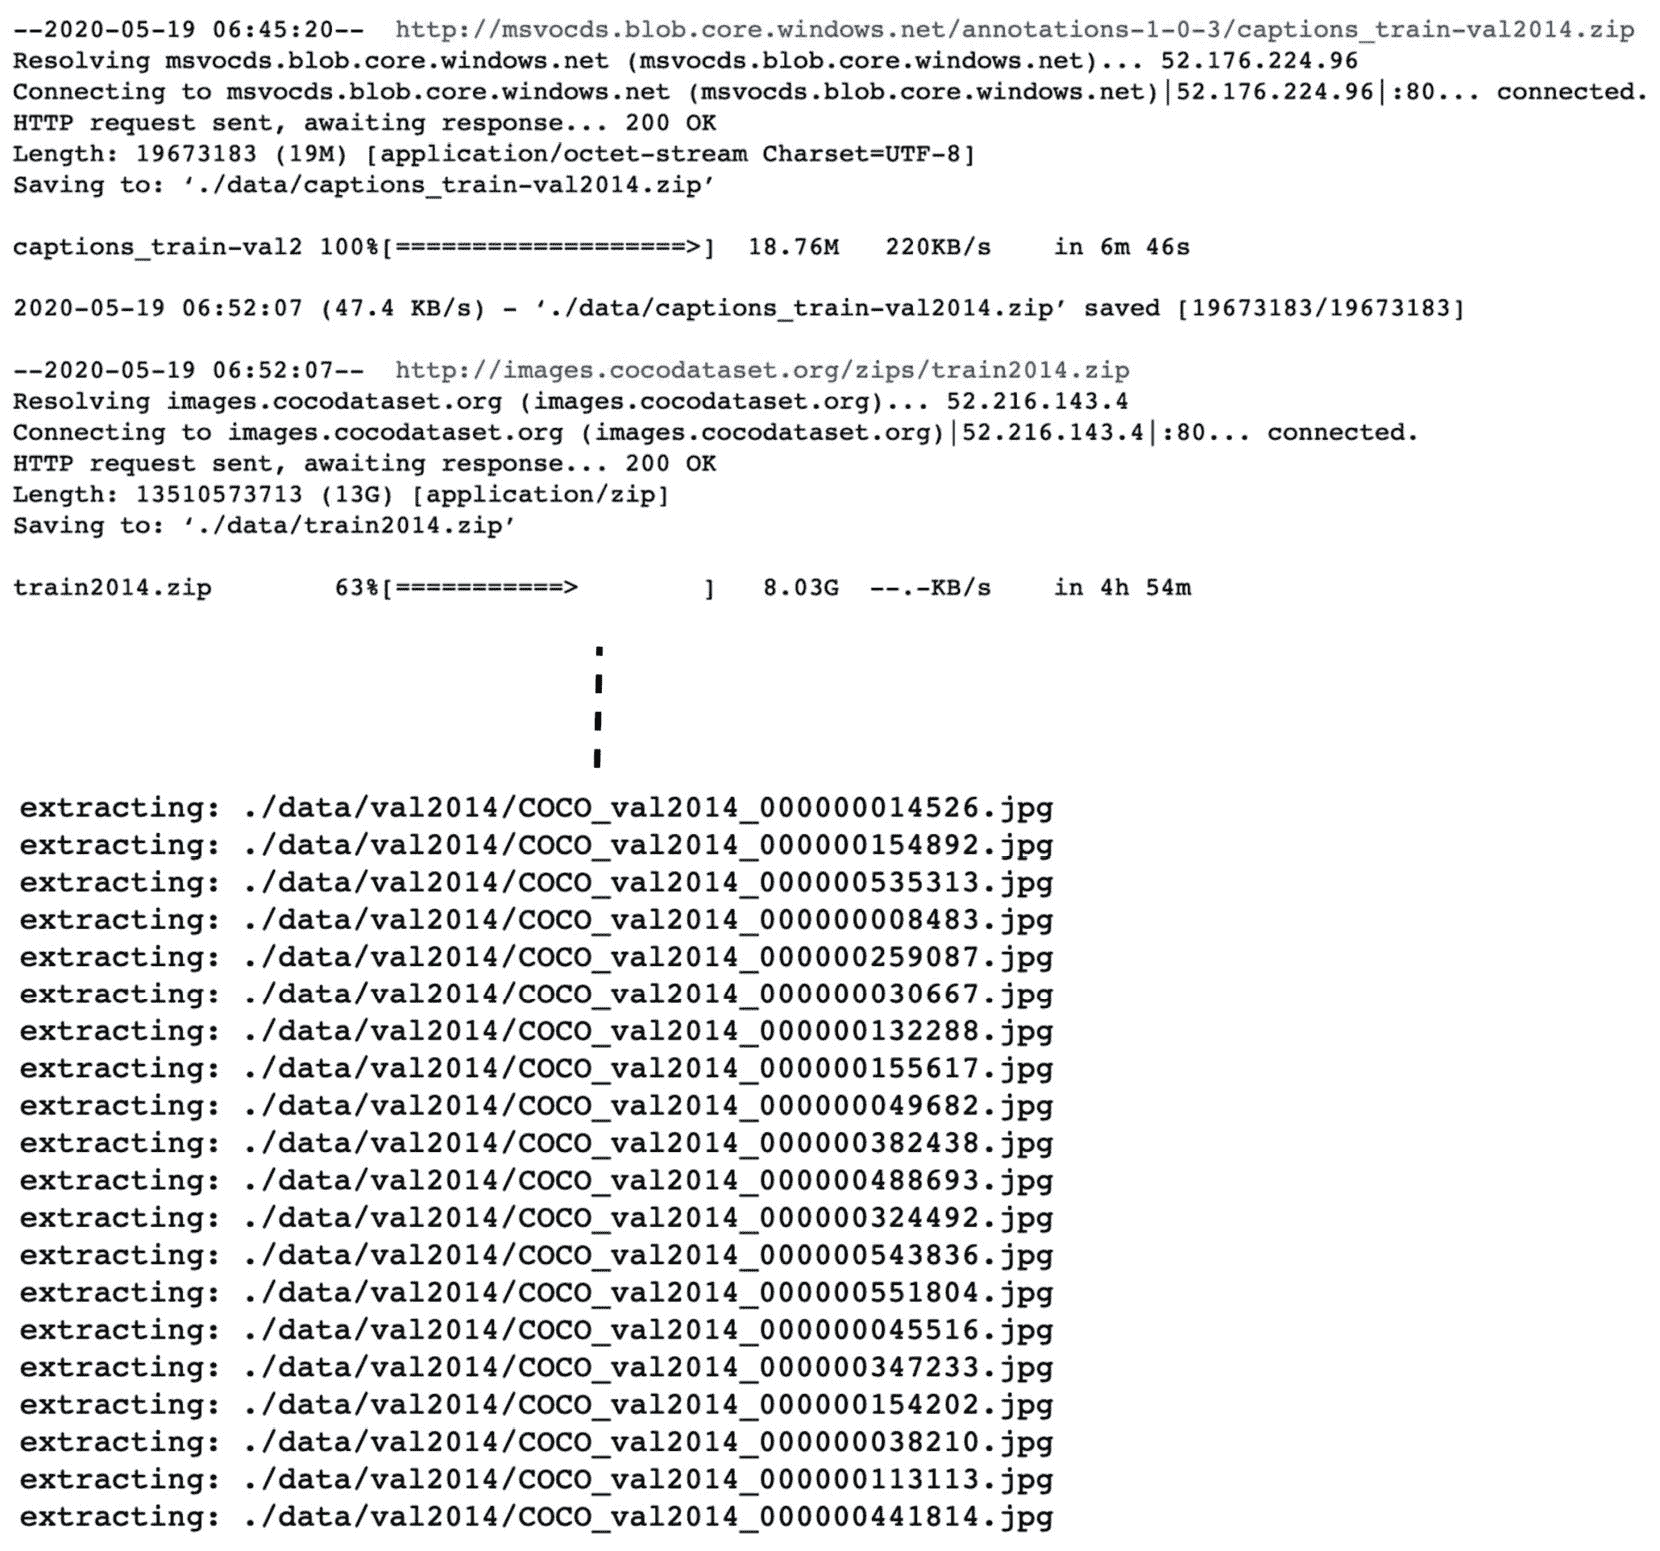 --2020-05-19 06:45:20--  http://msvocds.blob.core.windows.net/annotations-1-0-3/captions_train-val2014.zip
Resolving msvocds.blob.core.windows.net (msvocds.blob.core.windows.net)... 52.176.224.96
Connecting to msvocds.blob.core.windows.net (msvocds.blob.core.windows.net)|52.176.224.96|:80... connected.
HTTP request sent, awaiting response... 200 OK
Length: 19673183 (19M) [application/octet-stream Charset=UTF-8]
Saving to: ‘./data/captions_train-val2014.zip’
captions_train-val2 100%[===================>]  18.76M   220KB/s    in 6m 46s
2020-05-19 06:52:07 (47.4 KB/s) - ‘./data/captions_train-val2014.zip’ saved [19673183/19673183]
--2020-05-19 06:52:07--  http://images.cocodataset.org/zips/train2014.zip
Resolving images.cocodataset.org (images.cocodataset.org)... 52.216.143.4
Connecting to images.cocodataset.org (images.cocodataset.org)|52.216.143.4|:80... connected.
HTTP request sent, awaiting response... 200 OK
Length: 13510573713 (13G) [application/zip]
Saving to: ‘./data/train2014.zip’
train2014.zip        63%[===========>        ]   8.03G  --.-KB/s    in 4h 54m
extracting: ./data/val2014/COCO_val2014_000000014526.jpg
extracting: ./data/val2014/COCO_val2014_000000154892.jpg
extracting: ./data/val2014/COCO_val2014_000000535313.jpg
extracting: ./data/val2014/COCO_val2014_000000008483.jpg
extracting: ./data/val2014/COCO_val2014_000000259087.jpg
extracting: ./data/val2014/COCO_val2014_000000030667.jpg
extracting: ./data/val2014/COCO_val2014_000000132288.jpg
extracting: ./data/val2014/COCO_val2014_000000155617.jpg
extracting: ./data/val2014/COCO_val2014_000000049682.jpg
extracting: ./data/val2014/COCO_val2014_000000382438.jpg
extracting: ./data/val2014/COCO_val2014_000000488693.jpg
extracting: ./data/val2014/COCO_val2014_000000324492.jpg
extracting: ./data/val2014/COCO_val2014_000000543836.jpg
extracting: ./data/val2014/COCO_val2014_000000551804.jpg
extracting: ./data/val2014/COCO_val2014_000000045516.jpg
extracting: ./data/val2014/COCO_val2014_000000347233.jpg
extracting: ./data/val2014/COCO_val2014_000000154202.jpg
extracting: ./data/val2014/COCO_val2014_000000038210.jpg
extracting: ./data/val2014/COCO_val2014_000000113113.jpg
extracting: ./data/val2014/COCO_val2014_000000441814.jpg